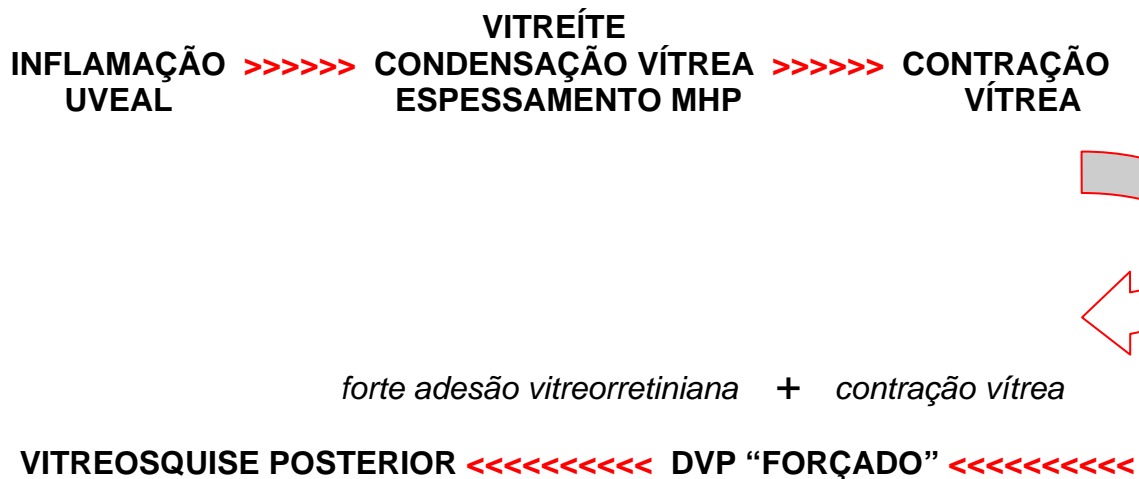 VITREÍTE
INFLAMAÇÃO >>>>>> CONDENSAÇÃO VÍTREA >>>>>> CONTRAÇÃO
UVEAL ESPESSAMENTO MHP VÍTREA
forte adesão vitreorretiniana + contração vítrea
VITREOSQUISE POSTERIOR <<<<<<<<<< DVP “FORÇADO” <<<<<<<<<<